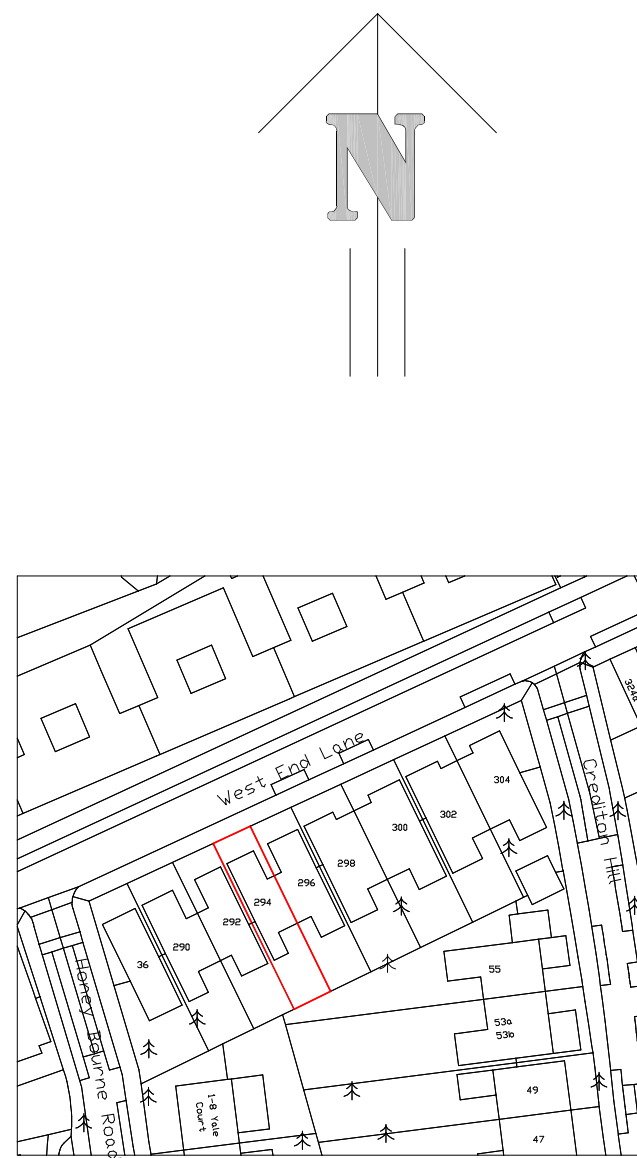 N
West End Lane
324a
304
Crediton Hill
302
300
298
296
294
292
290
36
Honey Bourne Road
55
53a
53b
49
47
1-8 Yale
Court